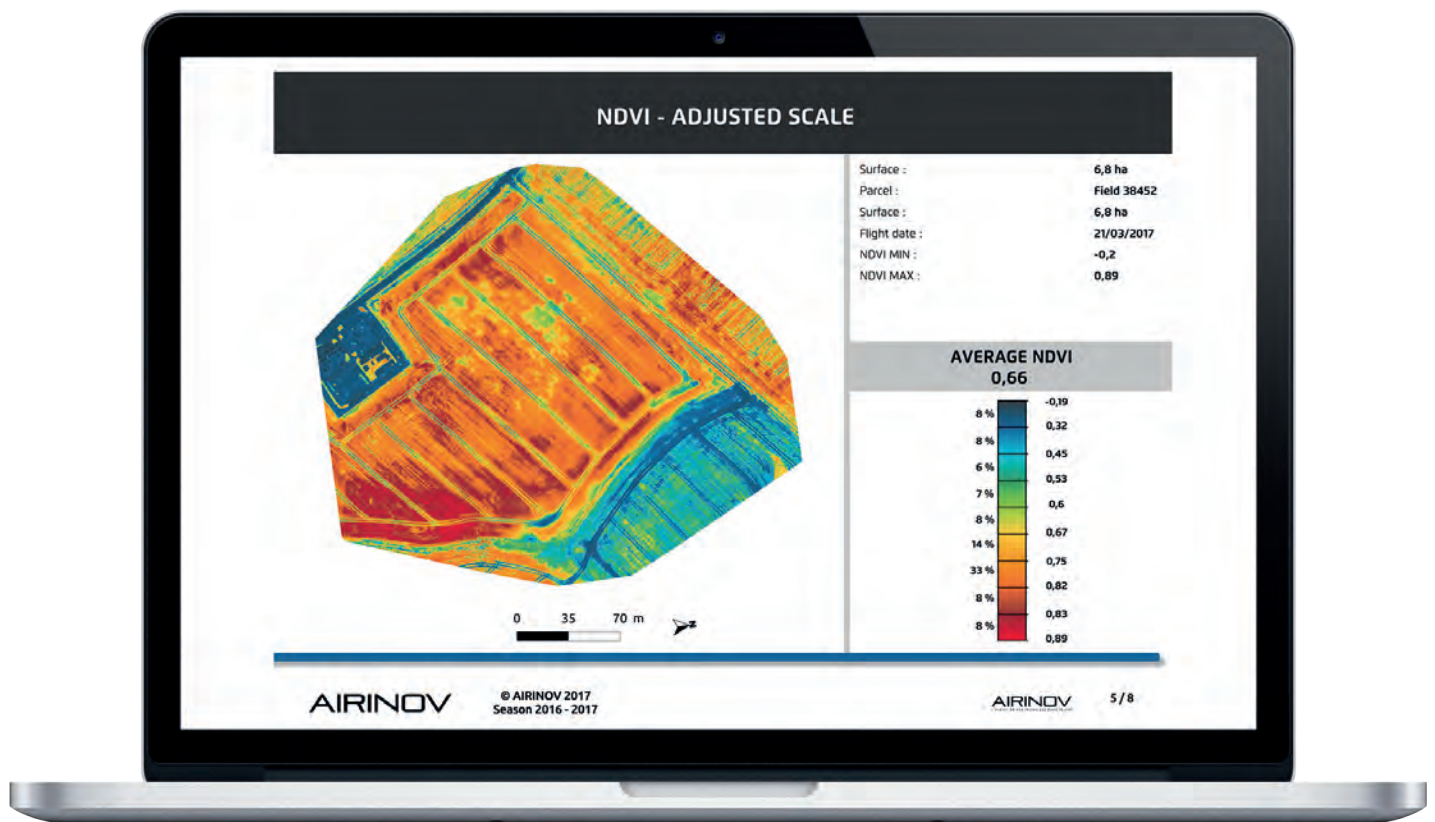 NDVI - ADJUSTED SCALE
Surface : 6,8 ha
Parcel : Field 38452
Surface : 6,8 ha
Flight date : 21/03/2017
NDVI MIN : -0,2
NDVI MAX : 0,89
AVERAGE NDVI
0,66
-0,19
8 %
0,32
8 %
0,45
6 %
0,53
7 %
0,6
8 %
0,67
14 %
0,75
33 %
0,82
8 %
0,83
8 %
0,89
0 35 70 m
Z
AIRINOV
© AIRINOV 2017
Season 2016 - 2017
AIRINOV
5 / 8